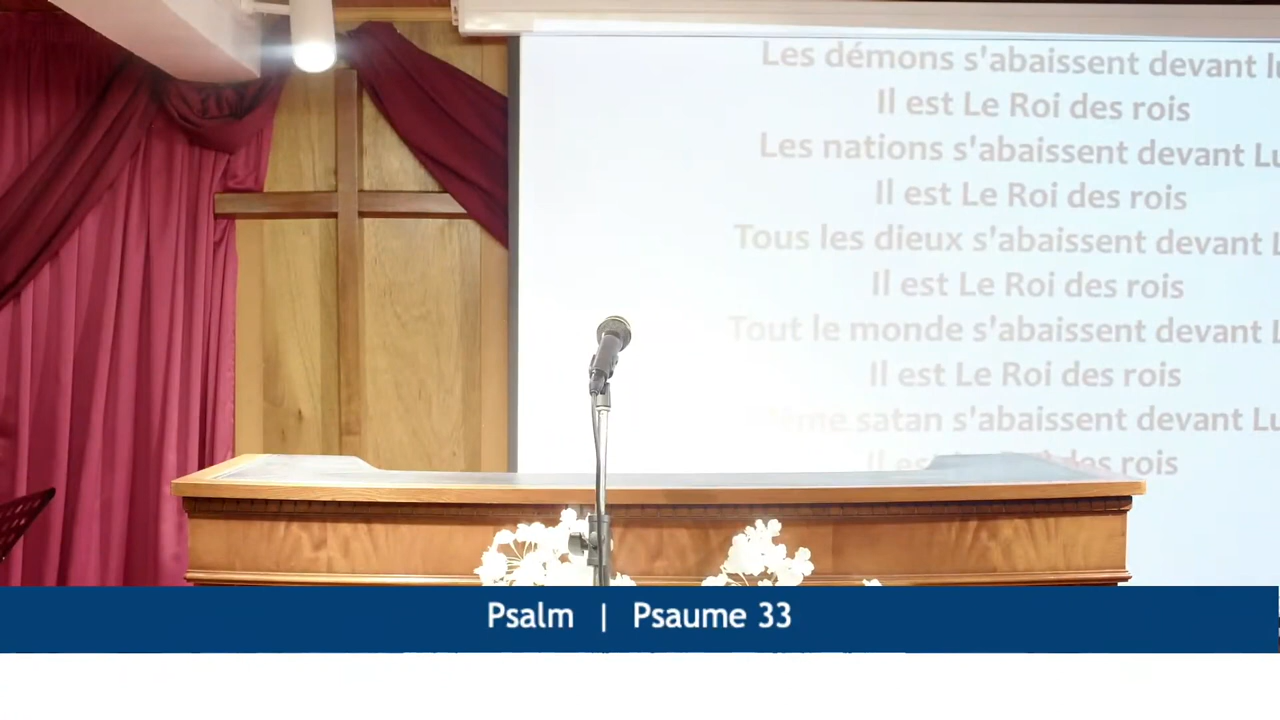 Les démons s'abaissent devant
Il est Le Roi des rois
Les nations s'abaissent devant
Il est Le Roi des rois
Tous les dieux s'abaissent devant
Il est Le Roi des rois
Tout le monde s'abaissent devant
Il est Le Roi des rois
satan s'abaissent devant
Il est rois
Psalm | Psaume 33